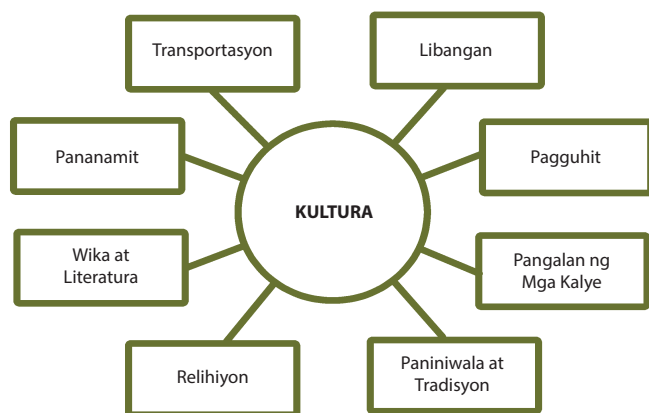 Transportasyon
Libangan
Pananamit
Pagguhit
KULTURA
Wika at
Literatura
Pangalan ng
Mga Kalye
Relihiyon
Paniniwala at
Tradisyon